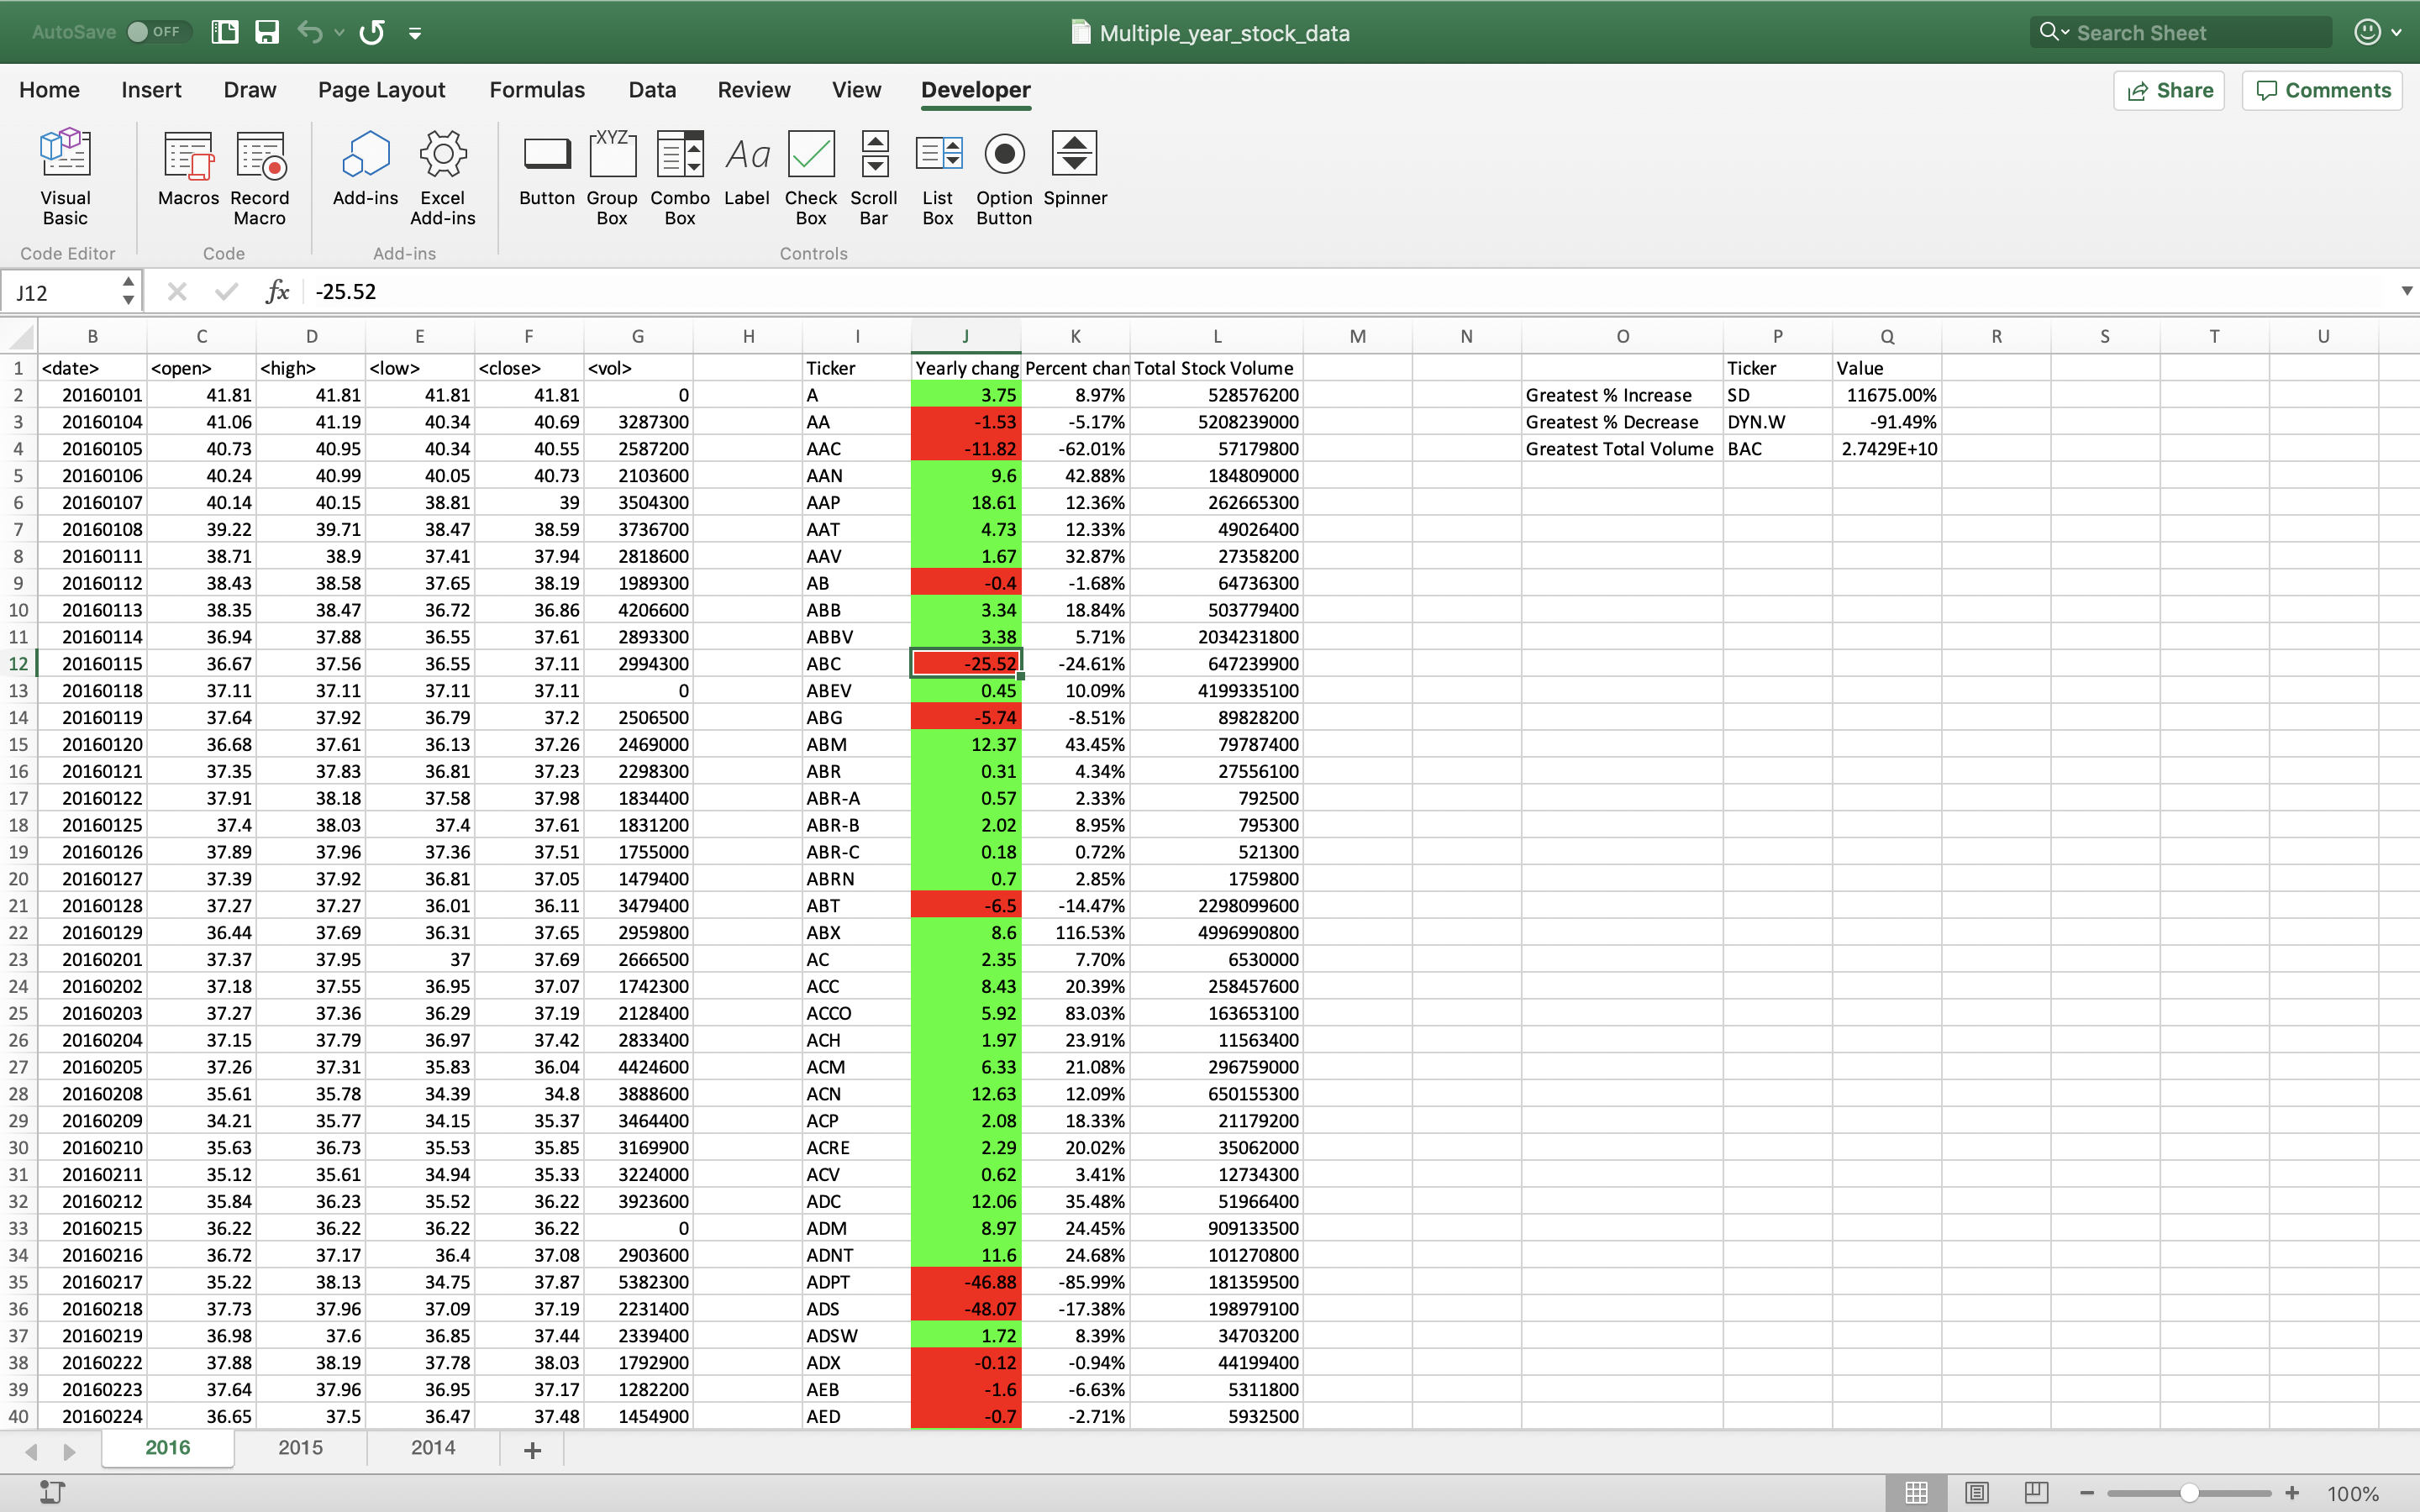 AutoSave OFF Multiple_year_stock_data Search Sheet
Home Insert Draw Page Layout Formulas Data Review View Developer Share Comments
Visual Basic Macros Record Macro Add-ins Excel Add-ins Button Group Box Combo Box Label Check Box Scroll Bar List Box Option Button Spinner
Code Editor Code Add-ins Controls
J12 fx -25.52
B C D E F G H I J K L M N O P Q R S T U
1 <date> <open> <high> <low> <close> <vol> Ticker Yearly chang Percent chan Total Stock Volume Ticker Value
2 20160101 41.81 41.81 41.81 41.81 0 A 3.75 8.97% 528576200 Greatest % Increase SD 11675.00%
3 20160104 41.06 41.19 40.34 40.69 3287300 AA -1.53 -5.17% 5208239000 Greatest % Decrease DYN.W -91.49%
4 20160105 40.73 40.95 40.34 40.55 2587200 AAC -11.82 -62.01% 57179800 Greatest Total Volume BAC 2.7429E+10
5 20160106 40.24 40.99 40.05 40.73 2103600 AAN 9.6 42.88% 184809000
6 20160107 40.14 40.15 38.81 39 3504300 AAP 18.61 12.36% 262665300
7 20160108 39.22 39.71 38.47 38.59 3736700 AAT 4.73 12.33% 49026400
8 20160111 38.71 38.9 37.41 37.94 2818600 AAV 1.67 32.87% 27358200
9 20160112 38.43 38.58 37.65 38.19 1989300 AB -0.4 -1.68% 64736300
10 20160113 38.35 38.47 36.72 36.86 4206600 ABB 3.34 18.84% 503779400
11 20160114 36.94 37.88 36.55 37.61 2893300 ABBV 3.38 5.71% 2034231800
12 20160115 36.67 37.56 36.55 37.11 2994300 ABC -25.52 -24.61% 647239900
13 20160118 37.11 37.11 37.11 37.11 0 ABEV 0.45 10.09% 4199335100
14 20160119 37.64 37.92 36.79 37.2 2506500 ABG -5.74 -8.51% 89828200
15 20160120 36.68 37.61 36.13 37.26 2469000 ABM 12.37 43.45% 79787400
16 20160121 37.35 37.83 36.81 37.23 2298300 ABR 0.31 4.34% 27556100
17 20160122 37.91 38.18 37.58 37.98 1834400 ABR-A 0.57 2.33% 792500
18 20160125 37.4 38.03 37.4 37.61 1831200 ABR-B 2.02 8.95% 795300
19 20160126 37.89 37.96 37.36 37.51 1755000 ABR-C 0.18 0.72% 521300
20 20160127 37.39 37.92 36.81 37.05 1479400 ABRN 0.7 2.85% 1759800
21 20160128 37.27 37.27 36.01 36.11 3479400 ABT -6.5 -14.47% 2298099600
22 20160129 36.44 37.69 36.31 37.65 2959800 ABX 8.6 116.53% 4996990800
23 20160201 37.37 37.95 37 37.69 2666500 AC 2.35 7.70% 6530000
24 20160202 37.18 37.55 36.95 37.07 1742300 ACC 8.43 20.39% 258457600
25 20160203 37.27 37.36 36.29 37.19 2128400 ACCO 5.92 83.03% 163653100
26 20160204 37.15 37.79 36.97 37.42 2833400 ACH 1.97 23.91% 11563400
27 20160205 37.26 37.31 35.83 36.04 4424600 ACM 6.33 21.08% 296759000
28 20160208 35.61 35.78 34.39 34.8 3888600 ACN 12.63 12.09% 650155300
29 20160209 34.21 35.77 34.15 35.37 3464400 ACP 2.08 18.33% 21179200
30 20160210 35.63 36.73 35.53 35.85 3169900 ACRE 2.29 20.02% 35062000
31 20160211 35.12 35.61 34.94 35.33 3224000 ACV 0.62 3.41% 12734300
32 20160212 35.84 36.23 35.52 36.22 3923600 ADC 12.06 35.48% 51966400
33 20160215 36.22 36.22 36.22 36.22 0 ADM 8.97 24.45% 909133500
34 20160216 36.72 37.17 36.4 37.08 2903600 ADNT 11.6 24.68% 101270800
35 20160217 35.22 38.13 34.75 37.87 5382300 ADPT -46.88 -85.99% 181359500
36 20160218 37.73 37.96 37.09 37.19 2231400 ADS -48.07 -17.38% 198979100
37 20160219 36.98 37.6 36.85 37.44 2339400 ADSW 1.72 8.39% 34703200
38 20160222 37.88 38.19 37.78 38.03 1792900 ADX -0.12 -0.94% 44199400
39 20160223 37.64 37.96 36.95 37.17 1282200 AEB -1.6 -6.63% 5311800
40 20160224 36.65 37.5 36.47 37.48 1454900 AED -0.7 -2.71% 5932500
2016 2015 2014 +
100%